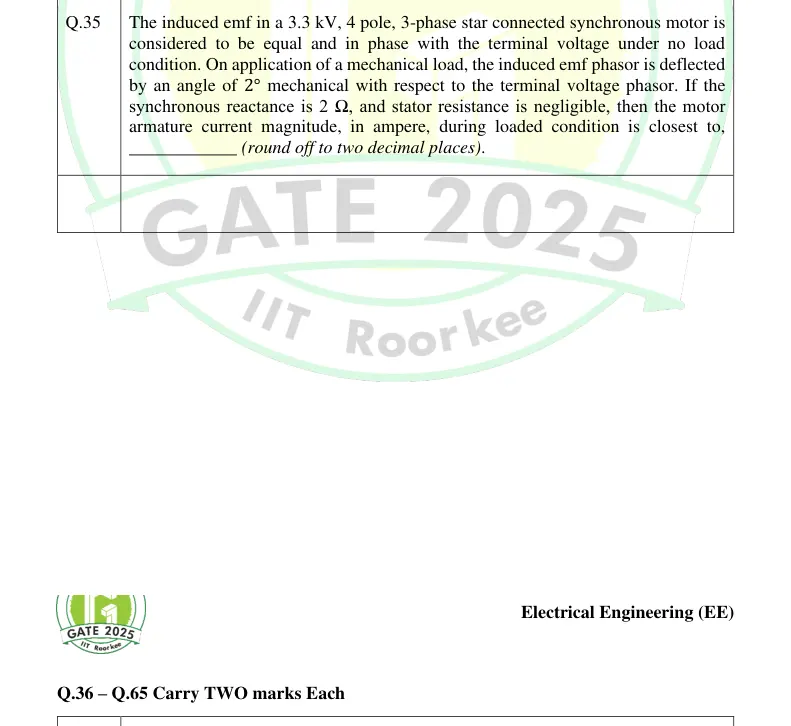 Q.35 The induced emf in a 3.3 kV, 4 pole, 3-phase star connected synchronous motor is
considered to be equal and in phase with the terminal voltage under no load
condition. On application of a mechanical load, the induced emf phasor is deflected
by an angle of 2° mechanical with respect to the terminal voltage phasor. If the
synchronous reactance is 2 Ω, and stator resistance is negligible, then the motor
armature current magnitude, in ampere, during loaded condition is closest to,
____________ (round off to two decimal places).
GATE 2025
IIT Roorkee
GATE 2025
IIT Roorkee
Electrical Engineering (EE)
Q.36 – Q.65 Carry TWO marks Each